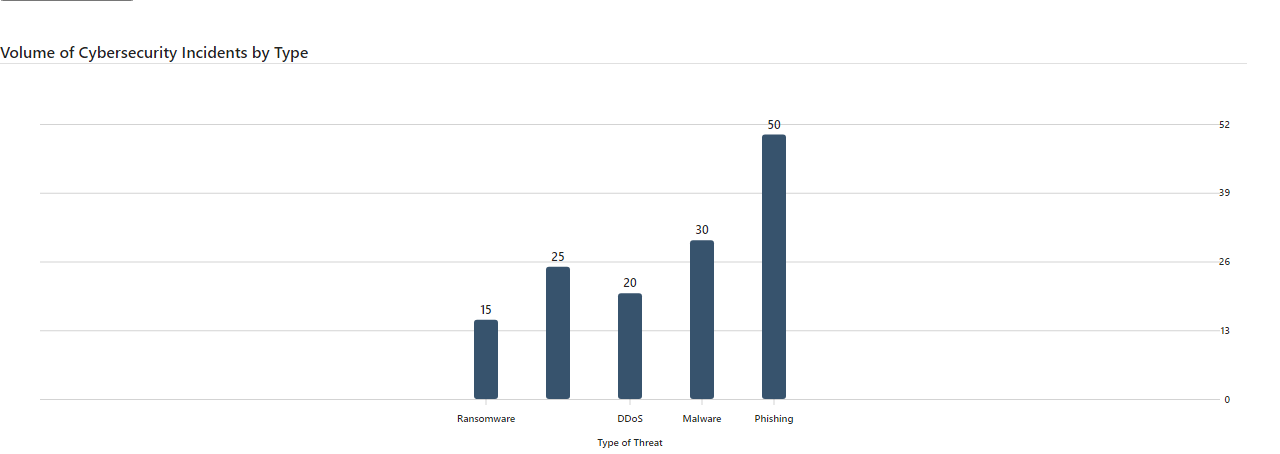 Volume of Cybersecurity Incidents by Type
52
39
26
13
0
15
25
20
30
50
Ransomware
DDoS
Malware
Phishing
Type of Threat